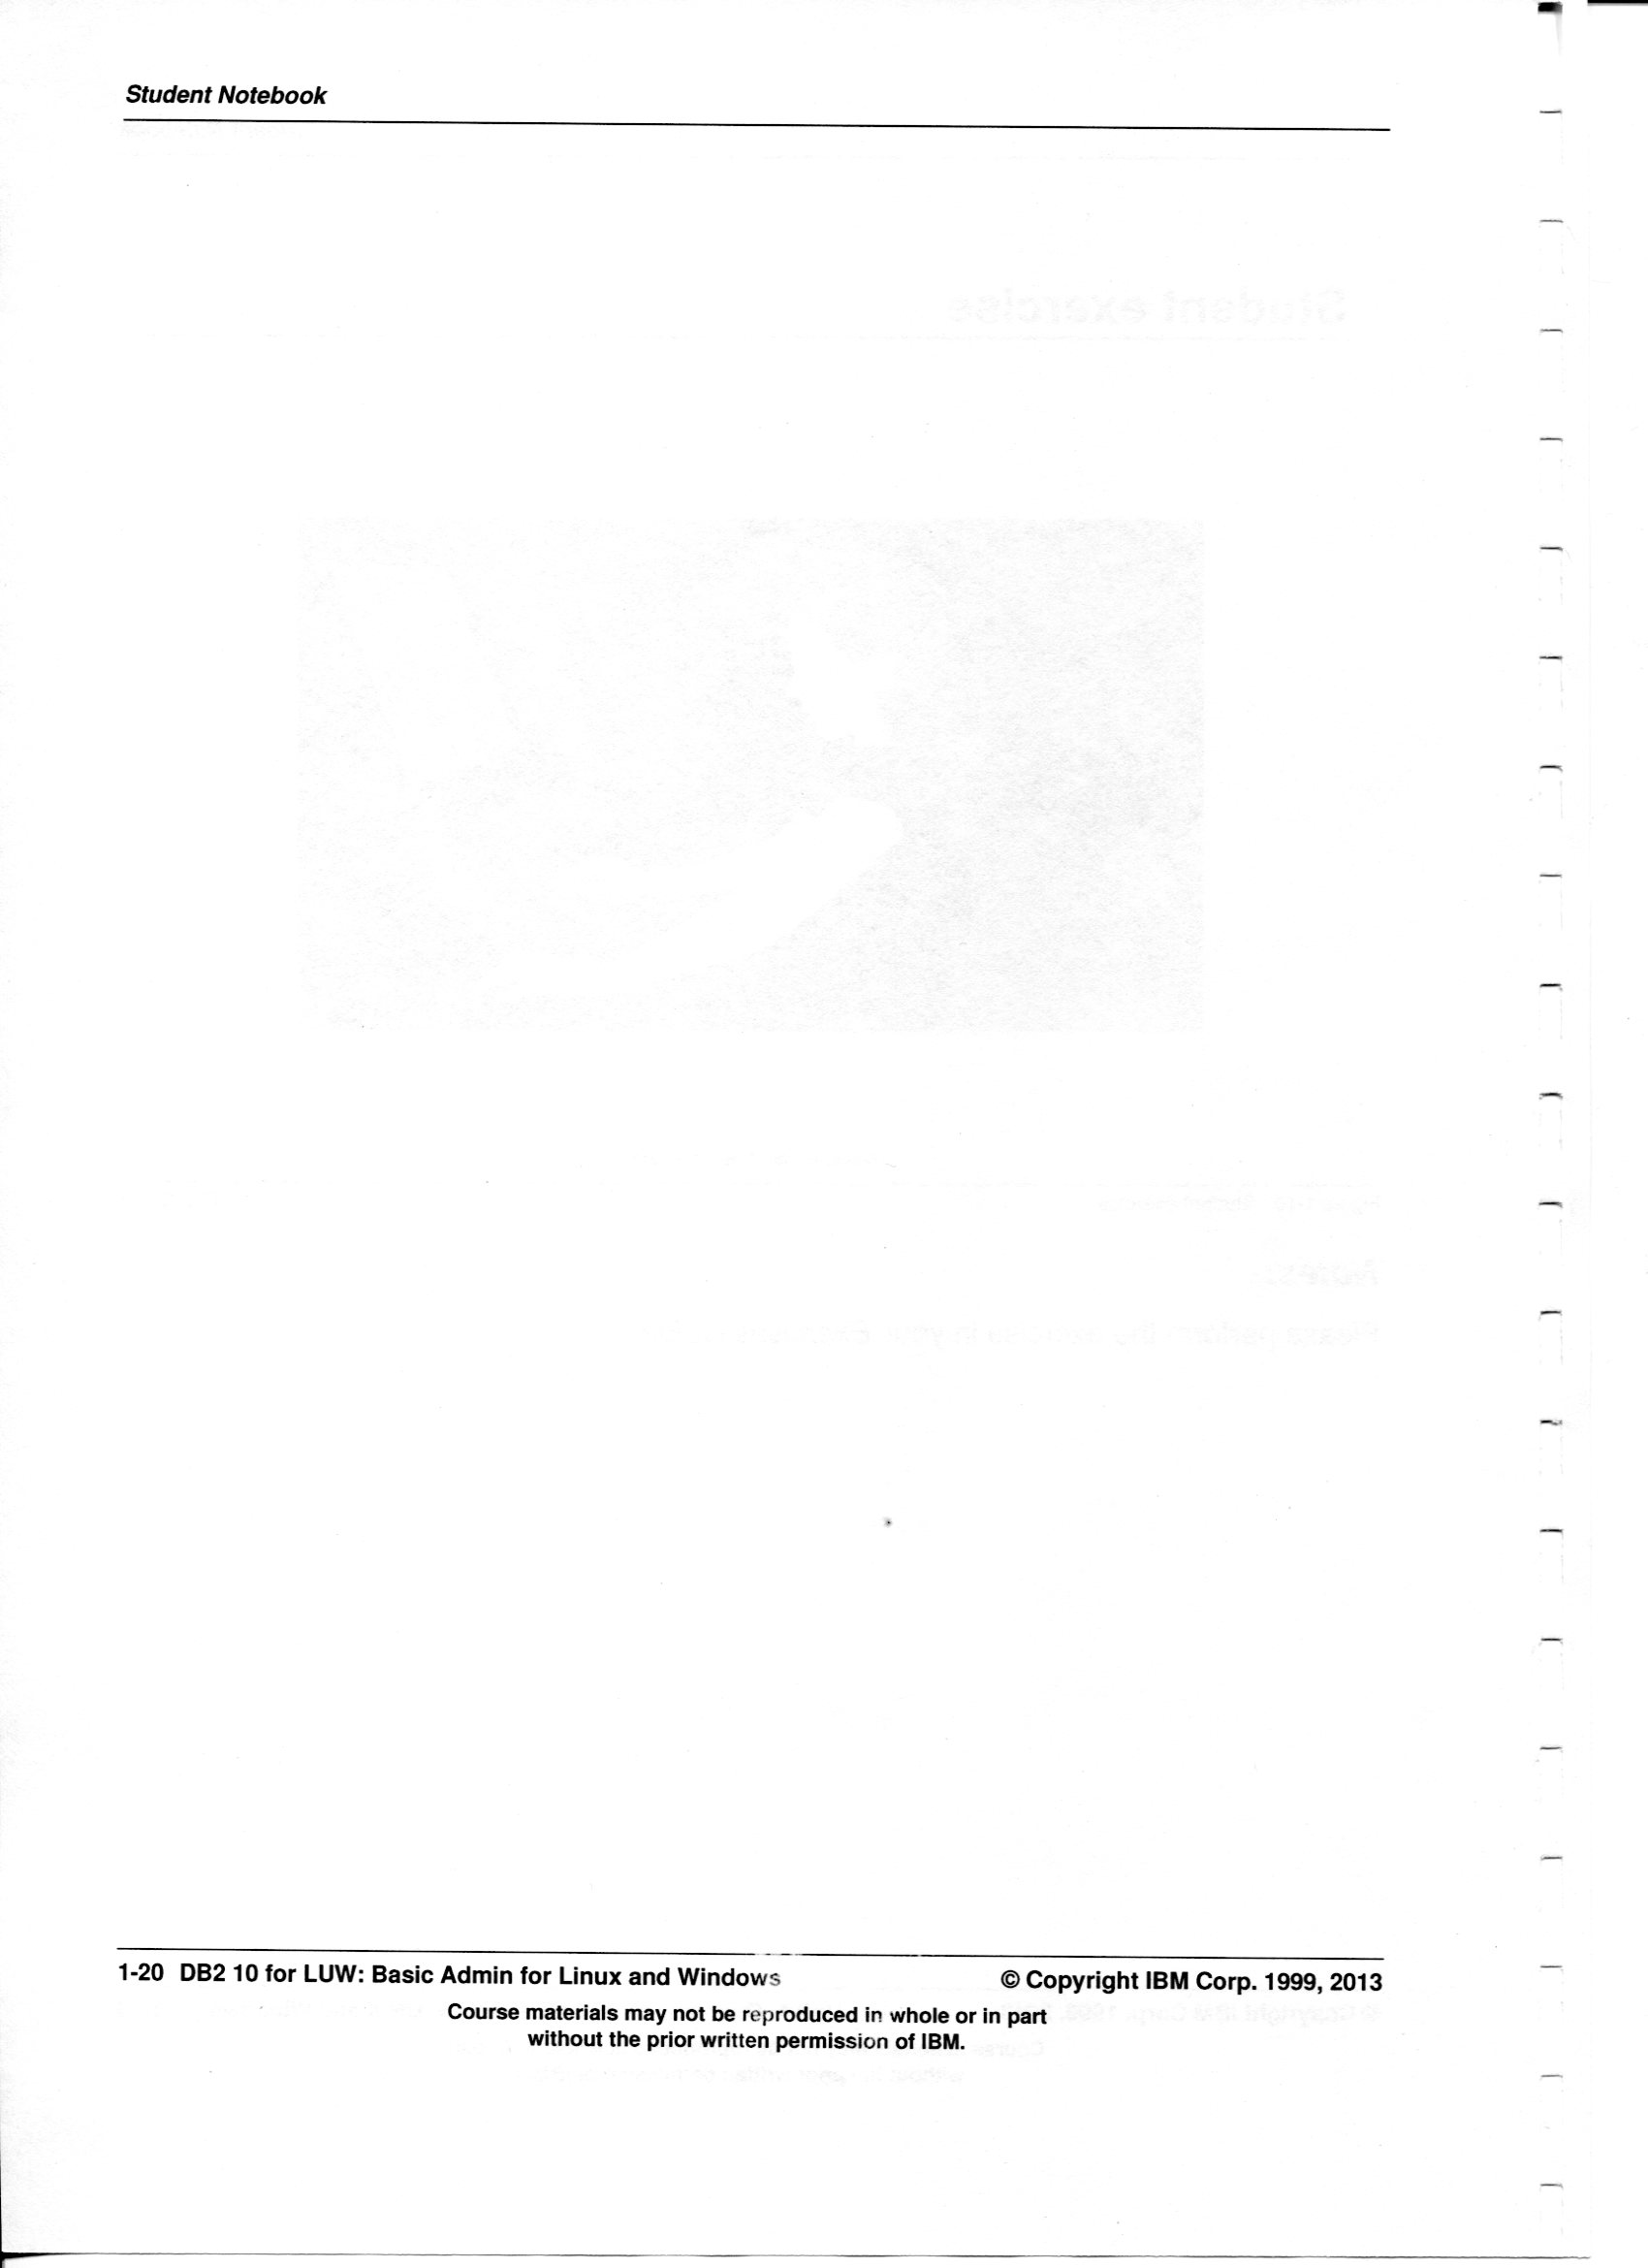 Student Notebook
1-20 DB2 10 for LUW: Basic Admin for Linux and Windows © Copyright IBM Corp. 1999, 2013
Course materials may not be reproduced in whole or in part
without the prior written permission of IBM.